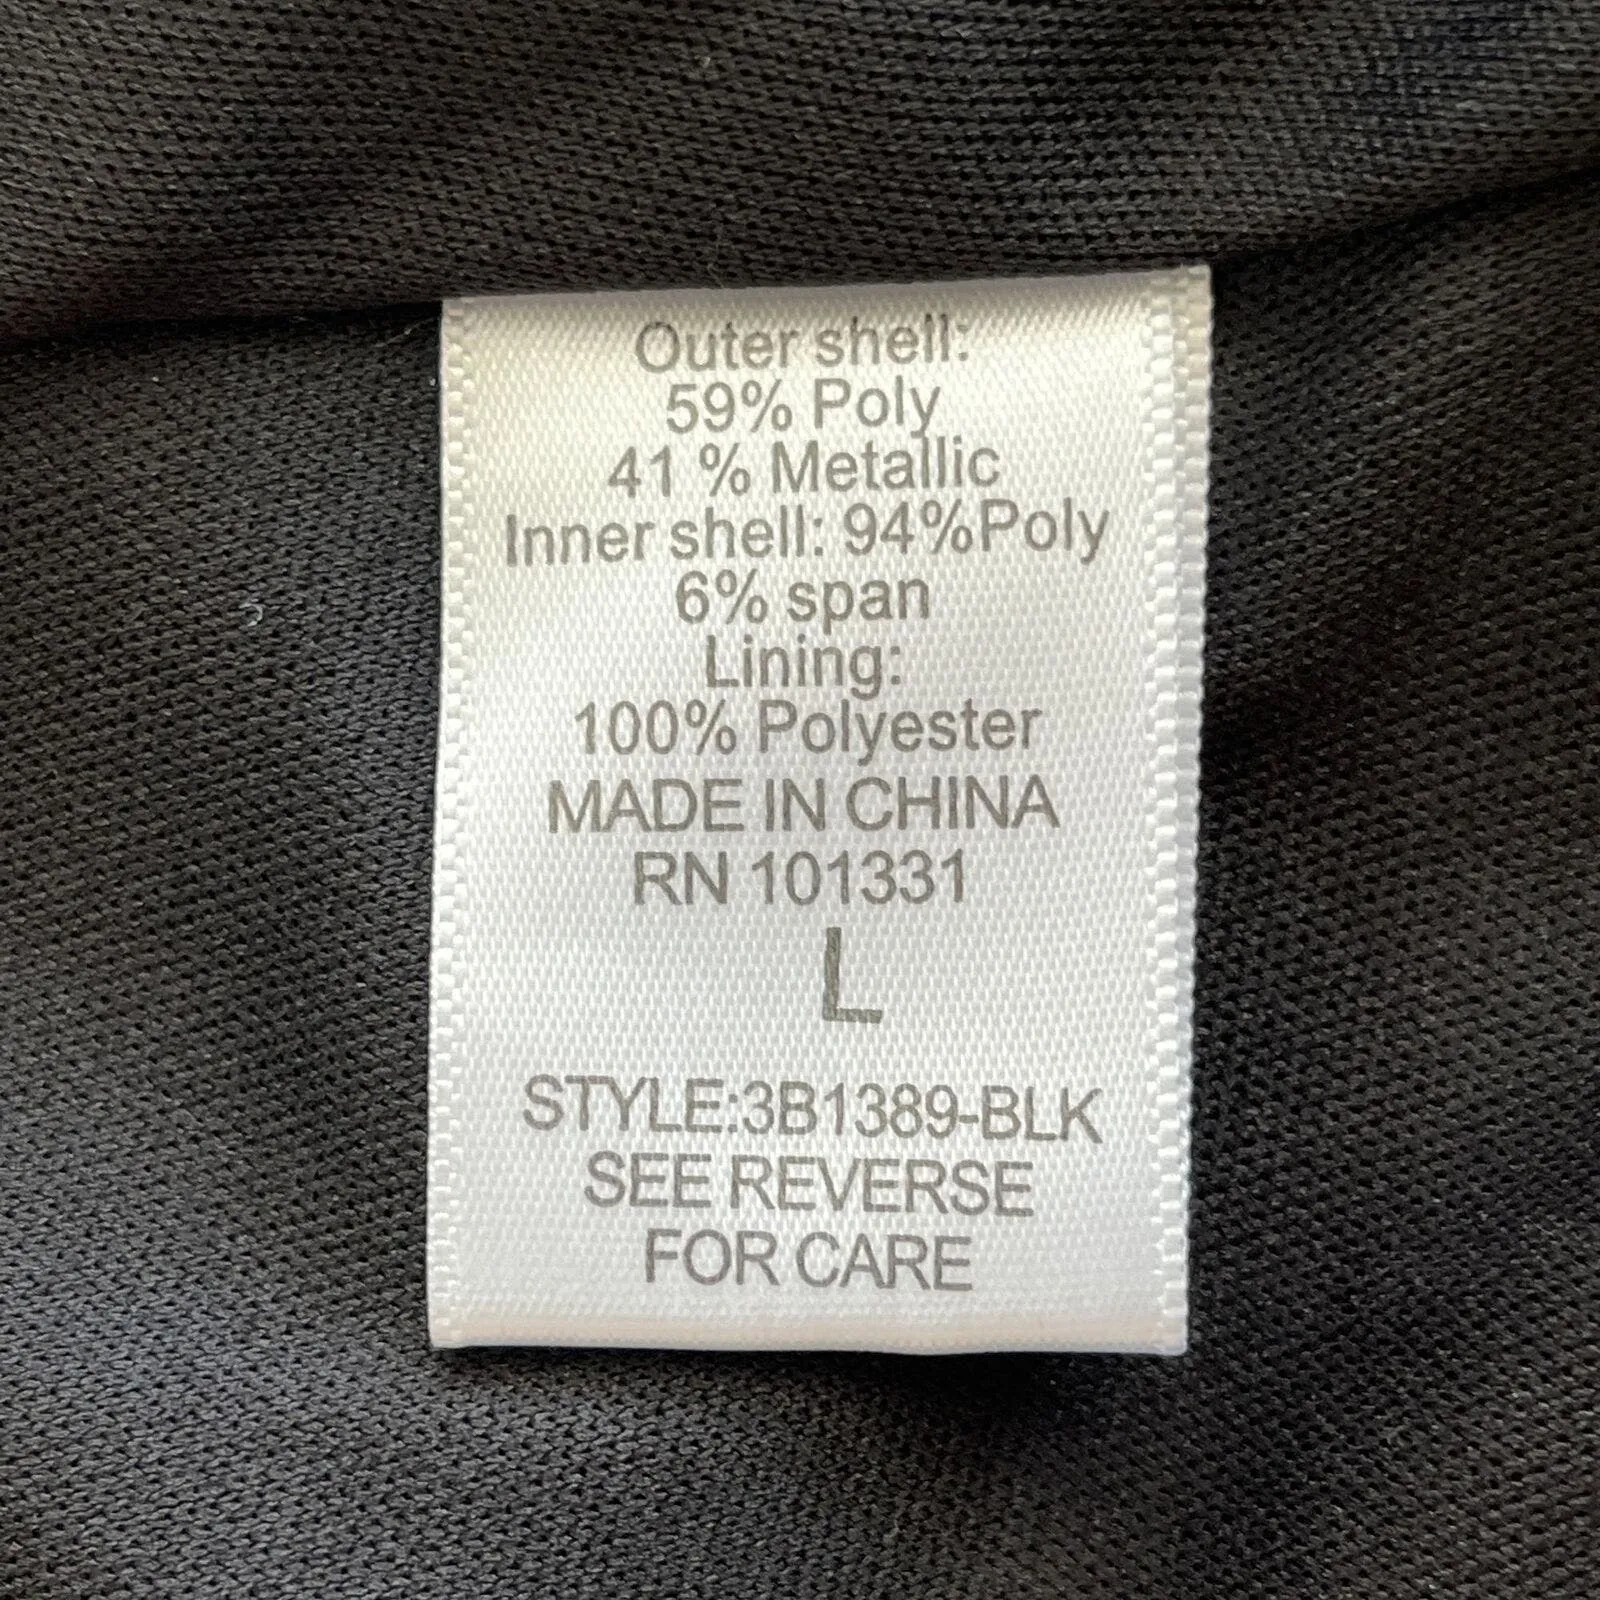 Outer shell:
59% Poly
41 % Metallic
Inner shell: 94%Poly
6% span
Lining:
100% Polyester
MADE IN CHINA
RN 101331
L
STYLE:3B1389-BLK
SEE REVERSE
FOR CARE